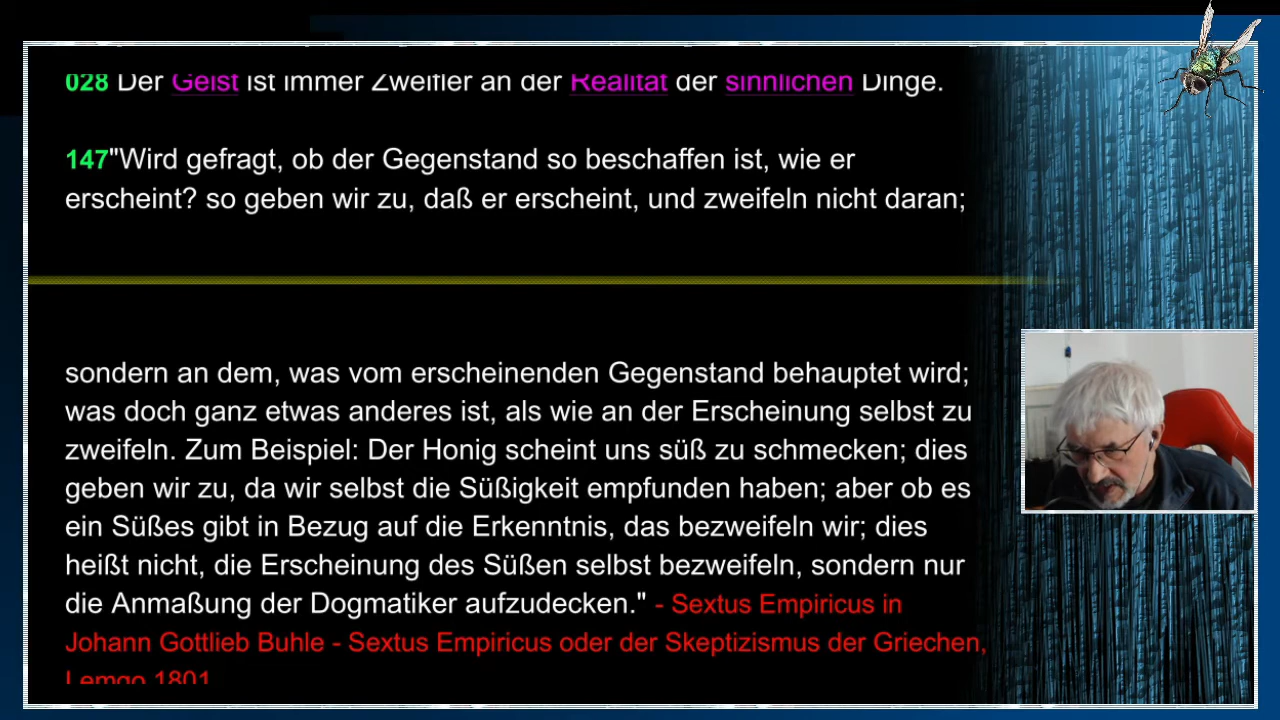 028 Der Geist ist immer Zweifler an der Realität der sinnlichen Dinge.
147"Wird gefragt, ob der Gegenstand so beschaffen ist, wie er
erscheint? so geben wir zu, daß er erscheint, und zweifeln nicht daran;
sondern an dem, was vom erscheinenden Gegenstand behauptet wird;
was doch ganz etwas anderes ist, als wie an der Erscheinung selbst zu
zweifeln. Zum Beispiel: Der Honig scheint uns süß zu schmecken; dies
geben wir zu, da wir selbst die Süßigkeit empfunden haben; aber ob es
ein Süßes gibt in Bezug auf die Erkenntnis, das bezweifeln wir; dies
heißt nicht, die Erscheinung des Süßen selbst bezweifeln, sondern nur
die Anmaßung der Dogmatiker aufzudecken." - Sextus Empiricus in
Johann Gottlieb Buhle - Sextus Empiricus oder der Skeptizismus der Griechen,
Lemgo 1801